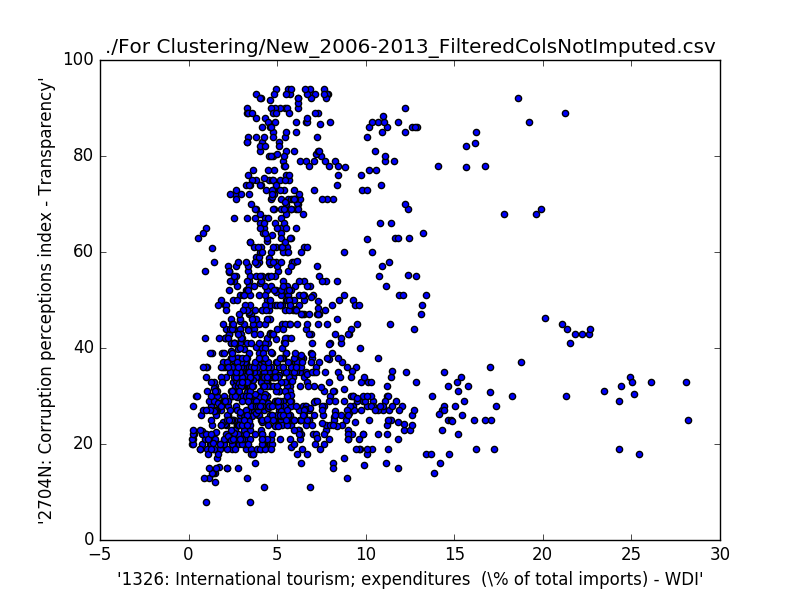 ./For Clustering/New_2006-2013_FilteredColsNotImputed.csv
100
80
60
40
20
0
'2704N: Corruption perceptions index - Transparency'
−5 0 5 10 15 20 25 30
'1326: International tourism; expenditures (\% of total imports) - WDI'